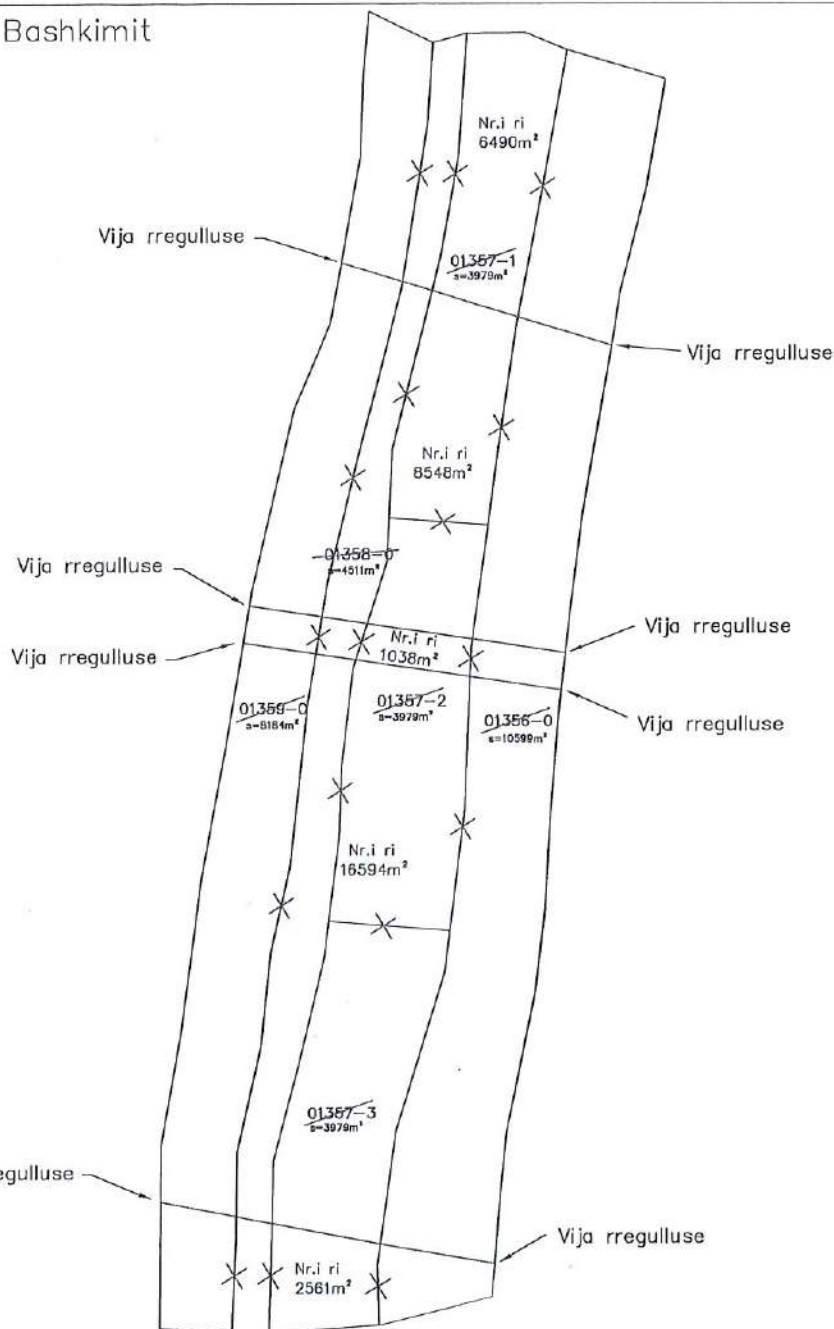 Bashkimit
Nr.i ri
6490m²
Vija rregulluse
01357-1
s=3979m²
Vija rregulluse
Nr.i ri
8548m²
01358-0
s=4511m²
Vija rregulluse
Vija rregulluse
Nr.i ri
1038m²
Vija rregulluse
01359-0
s=8184m²
01357-2
s=3979m²
01356-0
s=10599m²
Vija rregulluse
Nr.i ri
16594m²
01357-3
s=3979m²
egulluse
Vija rregulluse
Nr.i ri
2561m²